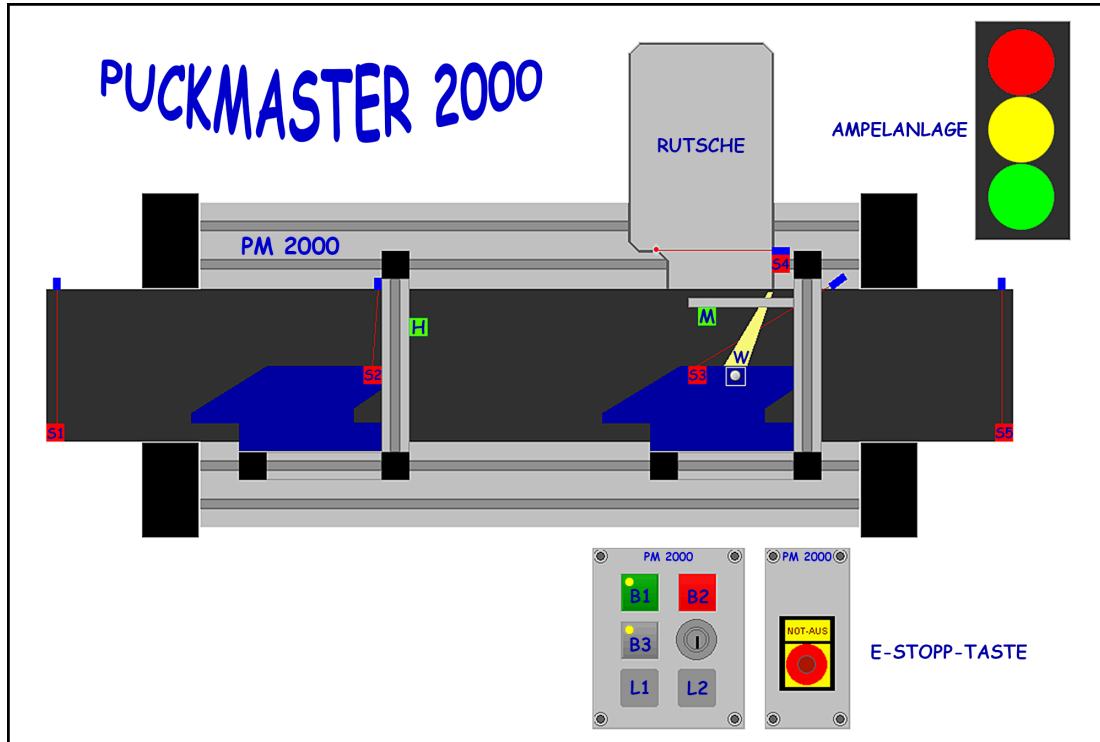 PUCKMASTER 2000
AMPELANLAGE
RUTSCHE
PM 2000
S4
H
M
W
S2
S3
S1
S5
PM 2000
PM 2000
B1
B2
NOT-AUS
B3
E-STOPP-TASTE
L1
L2